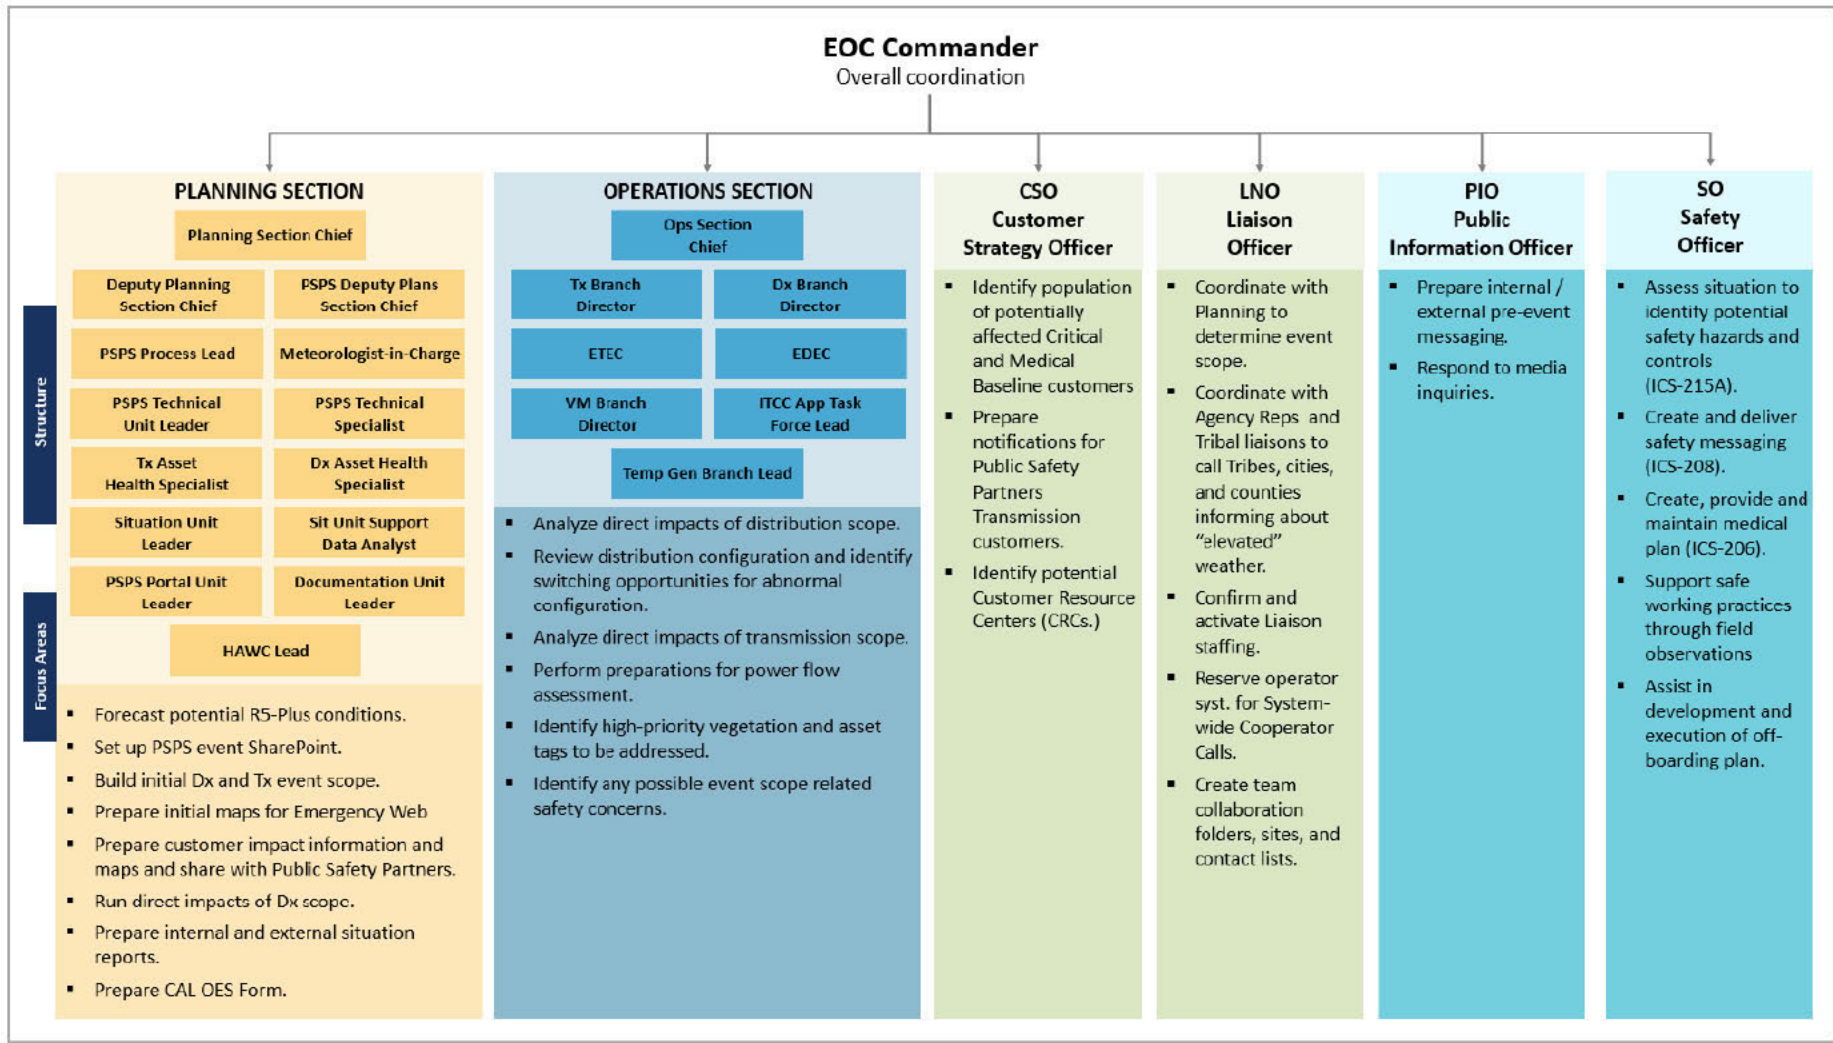 EOC Commander
Overall coordination
PLANNING SECTION
Planning Section Chief
Deputy Planning
Section Chief
PSPS Deputy Plans
Section Chief
PSPS Process Lead
Meteorologist-in-Charge
PSPS Technical
Unit Leader
PSPS Technical
Specialist
Tx Asset
Health Specialist
Dx Asset Health
Specialist
Situation Unit
Leader
Sit Unit Support
Data Analyst
PSPS Portal Unit
Leader
Documentation Unit
Leader
HAWC Lead
Structure
Focus Areas
▪ Forecast potential R5-Plus conditions.
▪ Set up PSPS event SharePoint.
▪ Build initial Dx and Tx event scope.
▪ Prepare initial maps for Emergency Web
▪ Prepare customer impact information and
maps and share with Public Safety Partners.
▪ Run direct impacts of Dx scope.
▪ Prepare internal and external situation
reports.
▪ Prepare CAL OES Form.
OPERATIONS SECTION
Ops Section
Chief
Tx Branch
Director
Dx Branch
Director
ETEC
EDEC
VM Branch
Director
ITCC App Task
Force Lead
Temp Gen Branch Lead
▪ Analyze direct impacts of distribution scope.
▪ Review distribution configuration and identify
switching opportunities for abnormal
configuration.
▪ Analyze direct impacts of transmission scope.
▪ Perform preparations for power flow
assessment.
▪ Identify high-priority vegetation and asset
tags to be addressed.
▪ Identify any possible event scope related
safety concerns.
CSO
Customer
Strategy Officer
▪ Identify population
of potentially
affected Critical
and Medical
Baseline customers
▪ Prepare
notifications for
Public Safety
Partners
Transmission
customers.
▪ Identify potential
Customer Resource
Centers (CRCs.)
LNO
Liaison
Officer
▪ Coordinate with
Planning to
determine event
scope.
▪ Coordinate with
Agency Reps and
Tribal liaisons to
call Tribes, cities,
and counties
informing about
“elevated”
weather.
▪ Confirm and
activate Liaison
staffing.
▪ Reserve operator
syst. for System-
wide Cooperator
Calls.
▪ Create team
collaboration
folders, sites, and
contact lists.
PIO
Public
Information Officer
▪ Prepare internal /
external pre-event
messaging.
▪ Respond to media
inquiries.
SO
Safety
Officer
▪ Assess situation to
identify potential
safety hazards and
controls
(ICS-215A).
▪ Create and deliver
safety messaging
(ICS-208).
▪ Create, provide and
maintain medical
plan (ICS-206).
▪ Support safe
working practices
through field
observations
▪ Assist in
development and
execution of off-
boarding plan.